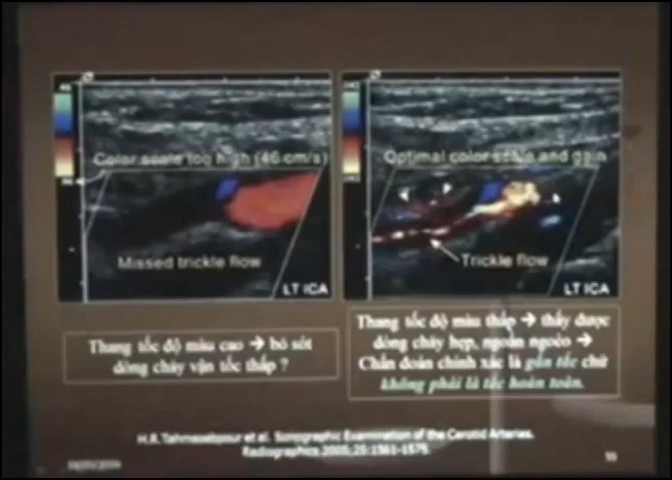 Color scale too high (46 cm/s)
Missed trickle flow
LT ICA
Optimal color scale and gain
Trickle flow
LT ICA
Thang tốc độ màu cao → bỏ sót
dòng chảy vận tốc thấp ?
Thang tốc độ màu thấp → thấy được
dòng chảy hẹp, ngoằn ngoèo →
Chẩn đoán chính xác là gần tắc chứ
không phải là tắc hoàn toàn.
H.R. et al. Sonographic Examination of the Carotid Arteries.
Radiographics 2005; 25:1561-1575.